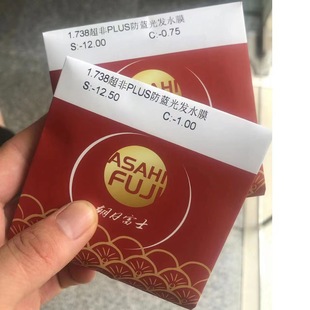 1.738超非PLUS防蓝光发水膜
S:-12.00 C:-0.75
1.738超非PLUS防蓝光发水膜
S:-12.50 C:-1.00
ASAHI
FUJI
朝日富士